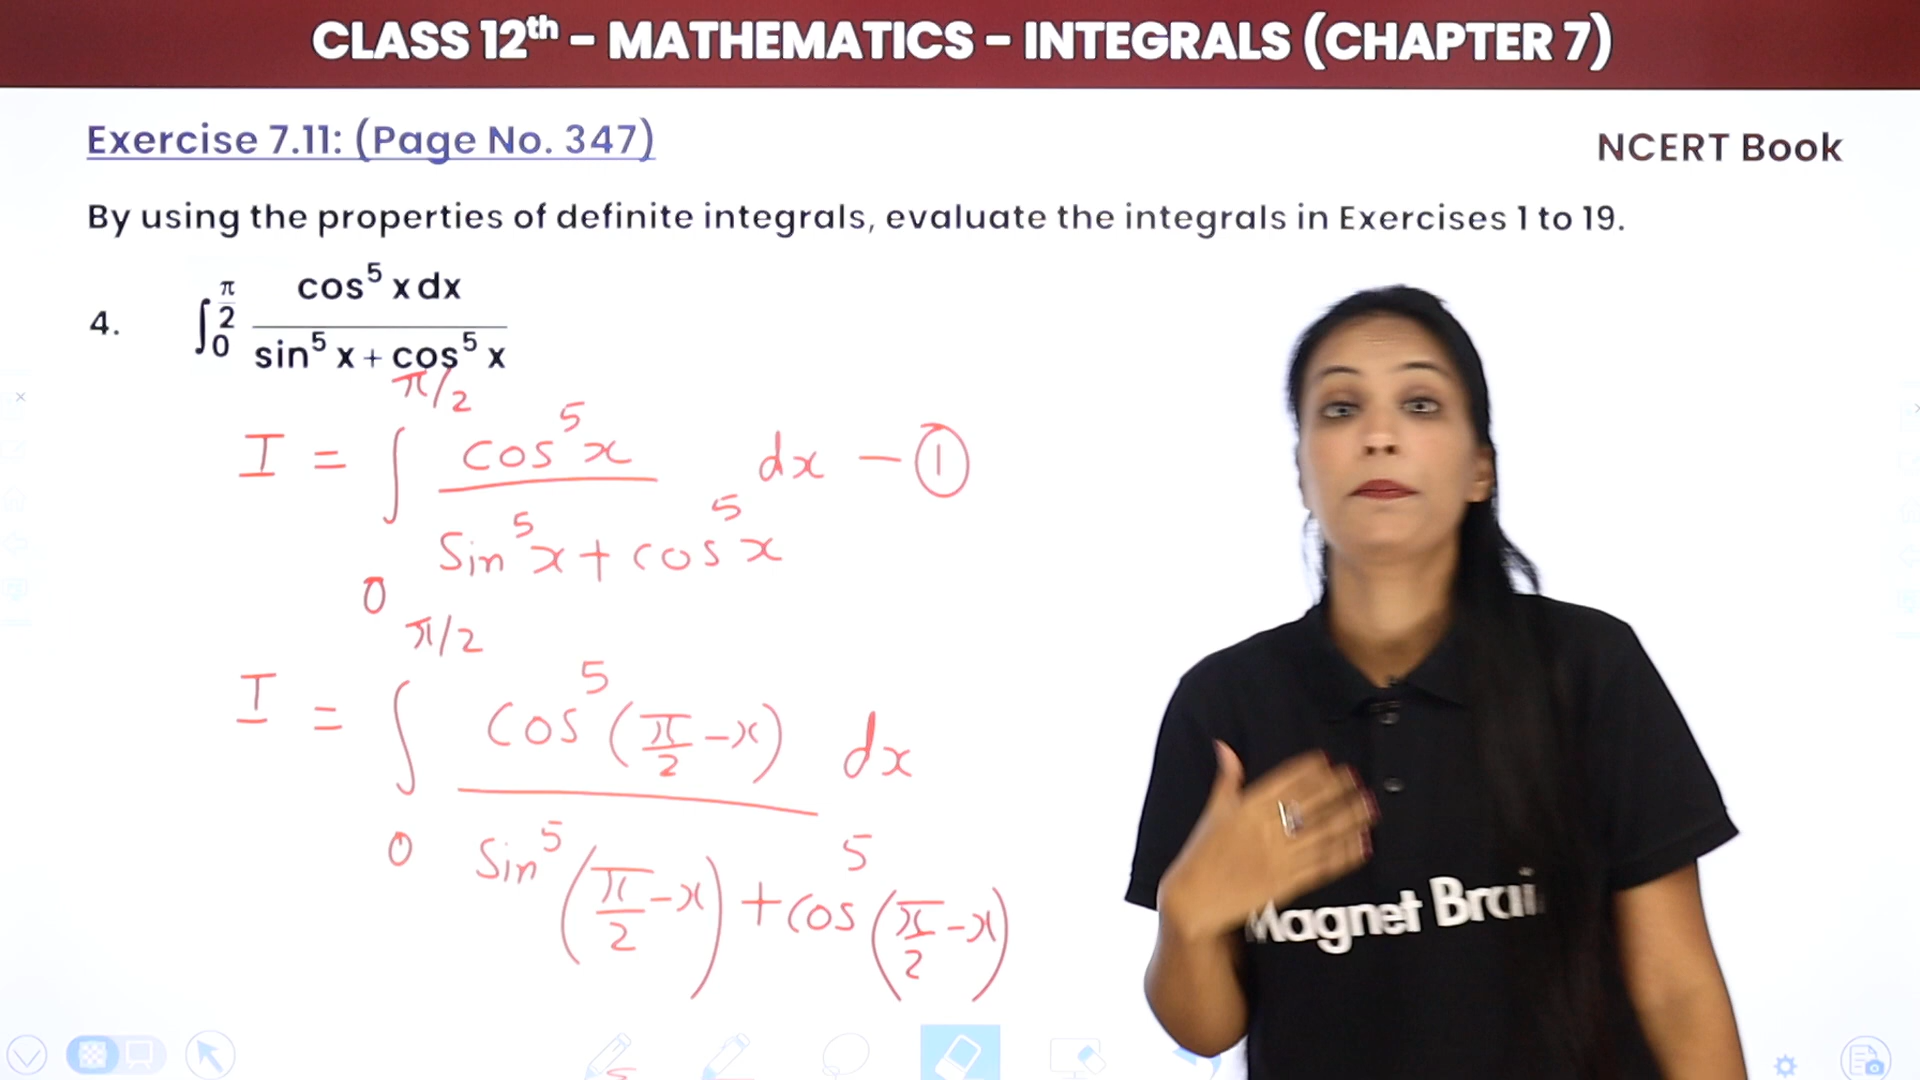 CLASS 12th - MATHEMATICS - INTEGRALS (CHAPTER 7)
Exercise 7.11: (Page No. 347)
NCERT Book
By using the properties of definite integrals, evaluate the integrals in Exercises 1 to 19.
4. ∫₀^(π/2) cos⁵ x dx / sin⁵ x + cos⁵ x
I = ∫₀^(π/2) cos⁵x / Sin⁵x + cos⁵x dx - ①
I = ∫₀^(π/2) cos⁵(π/2 - x) / Sin⁵(π/2 - x) + cos⁵(π/2 - x) dx
Magnet Brai